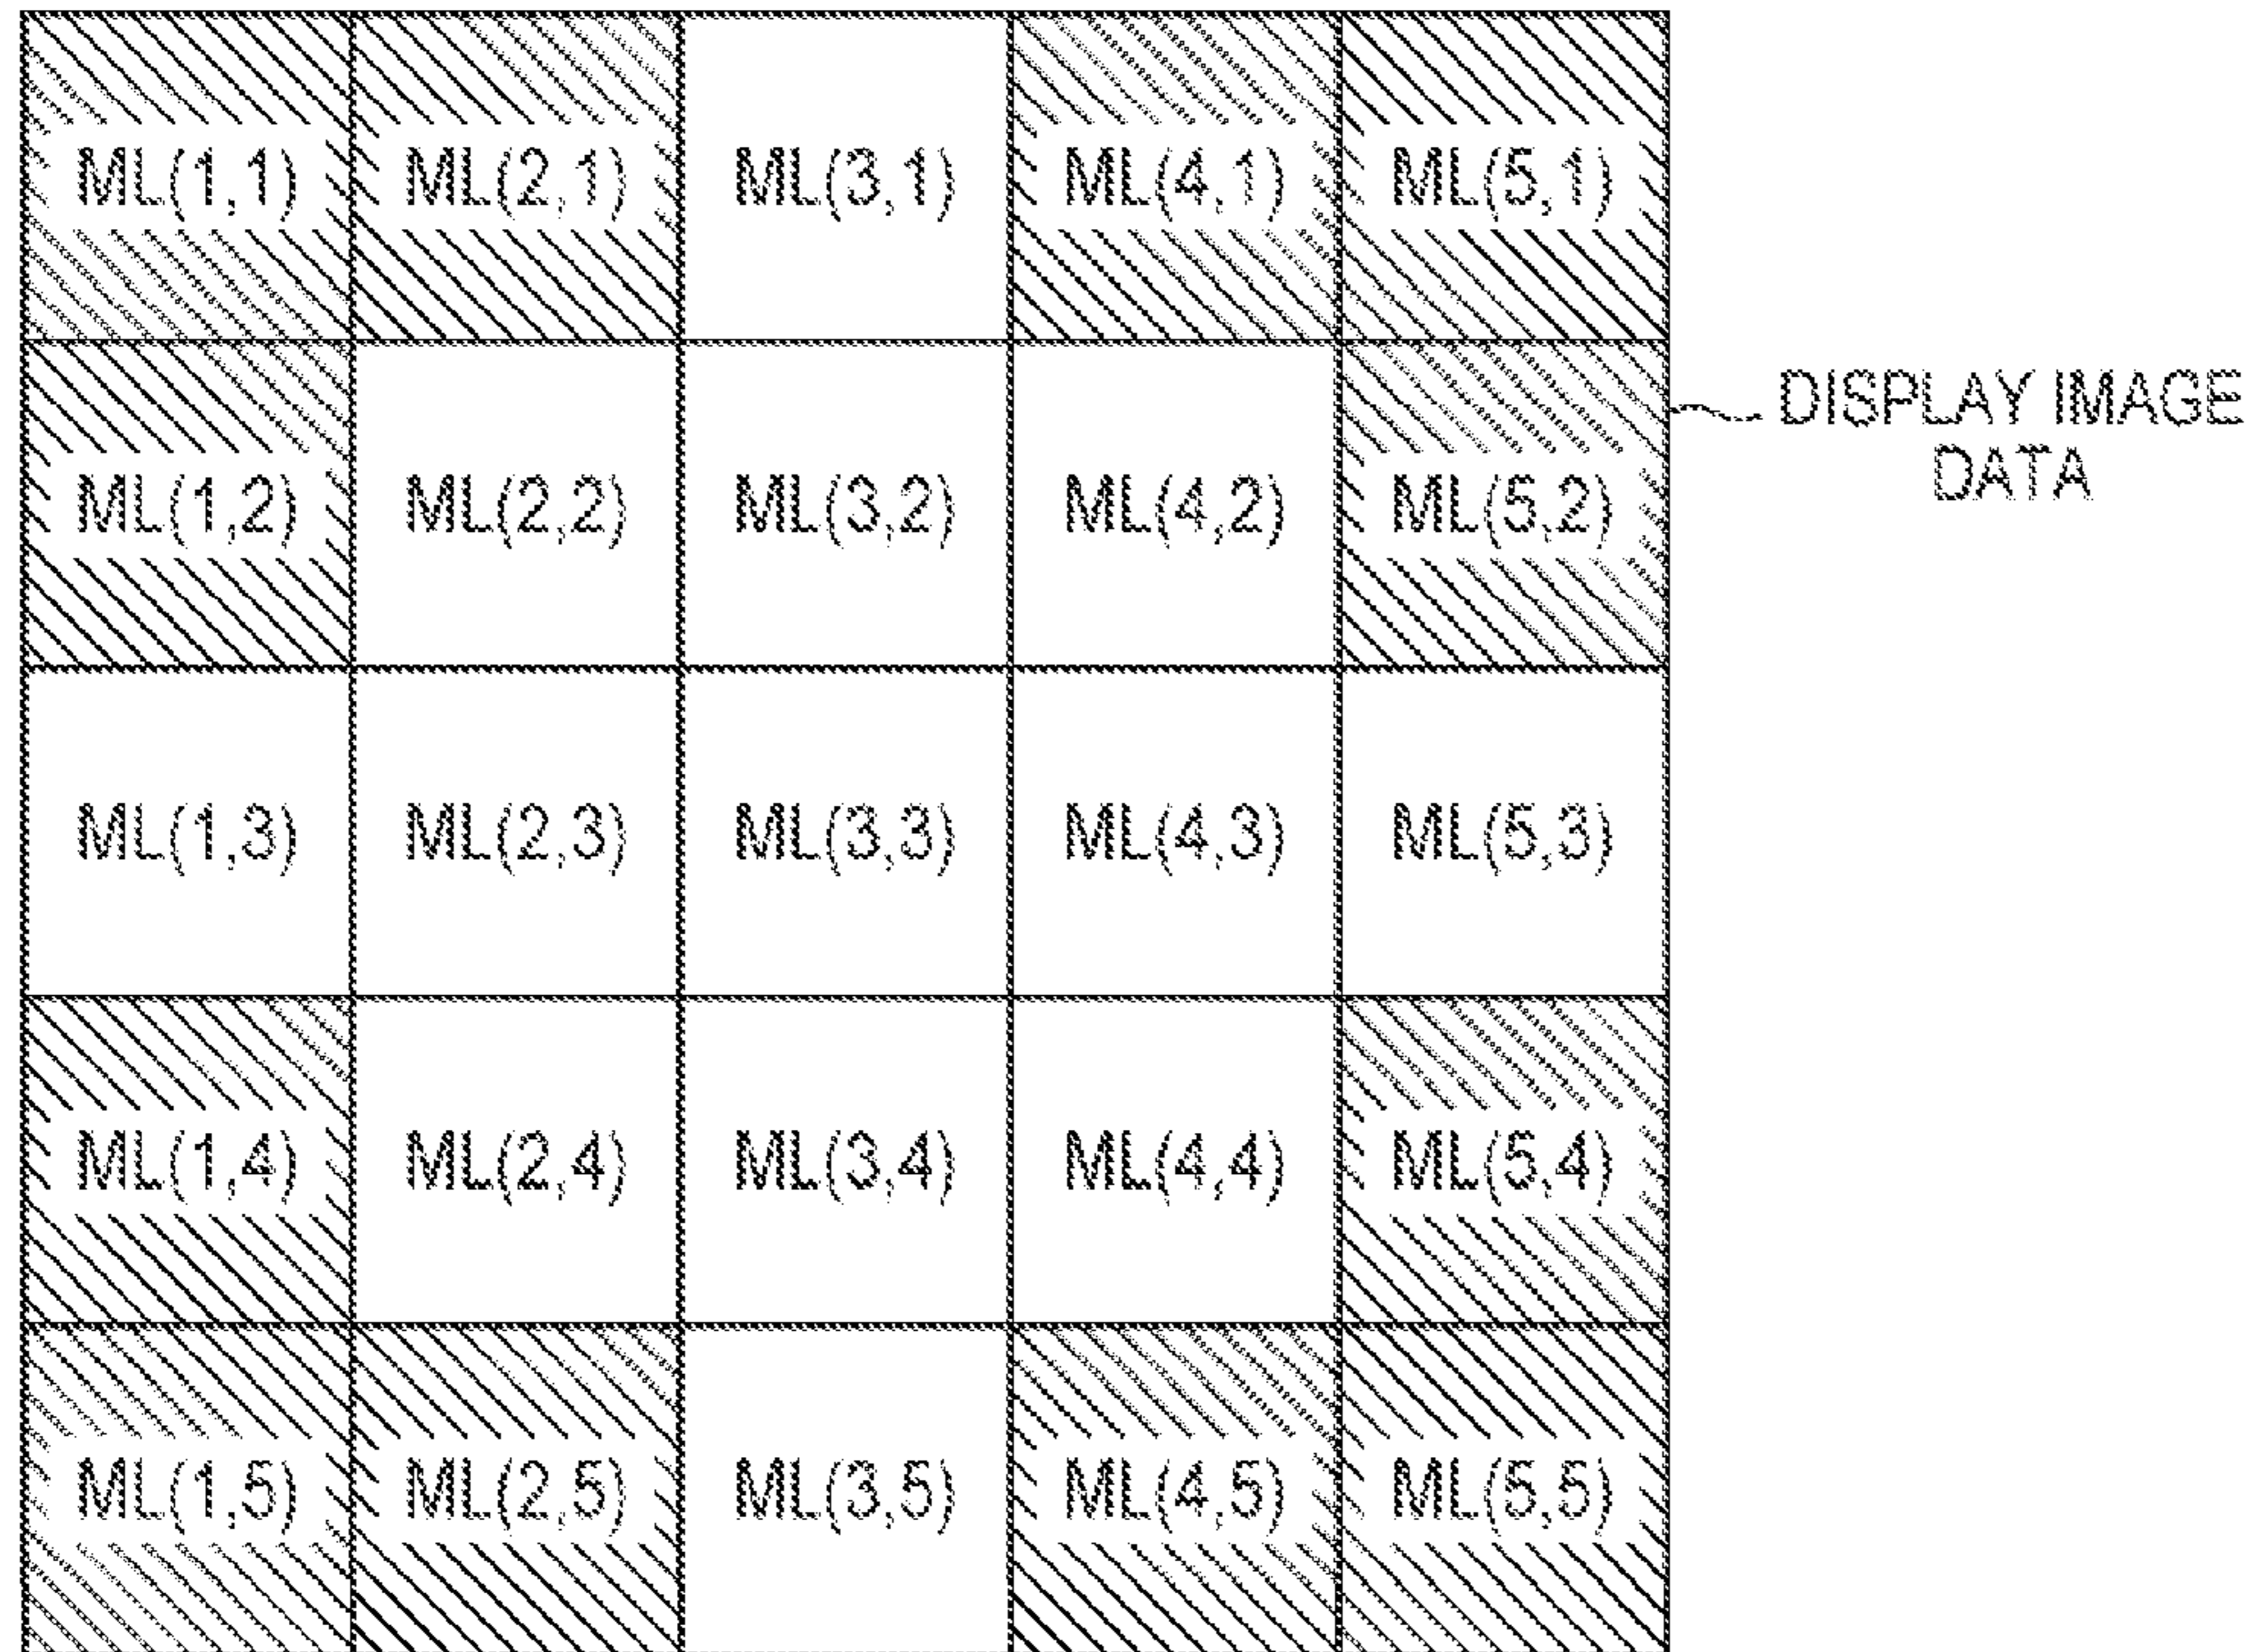 ML(1,1) ML(2,1) ML(3,1) ML(4,1) ML(5,1)
ML(1,2) ML(2,2) ML(3,2) ML(4,2) ML(5,2)
DISPLAY IMAGE
DATA
ML(1,3) ML(2,3) ML(3,3) ML(4,3) ML(5,3)
ML(1,4) ML(2,4) ML(3,4) ML(4,4) ML(5,4)
ML(1,5) ML(2,5) ML(3,5) ML(4,5) ML(5,5)